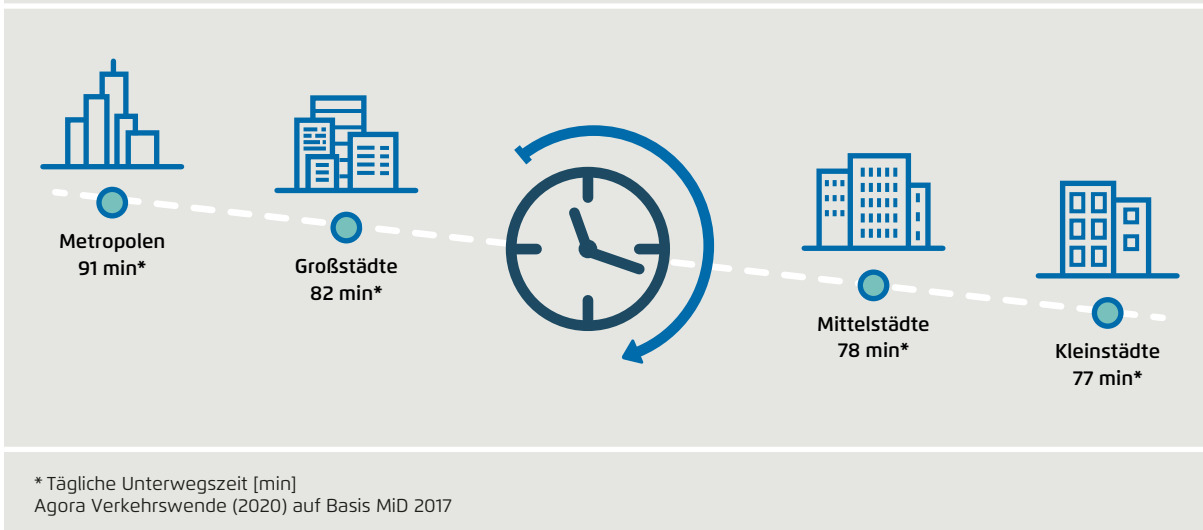 Metropolen
91 min*
Großstädte
82 min*
Mittelstädte
78 min*
Kleinstädte
77 min*
* Tägliche Unterwegszeit [min]
Agora Verkehrswende (2020) auf Basis MiD 2017